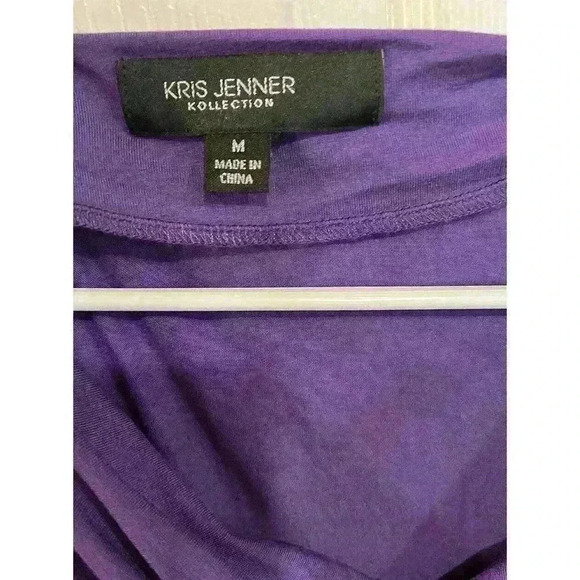 KRIS JENNER
KOLLECTION
M
MADE IN
CHINA